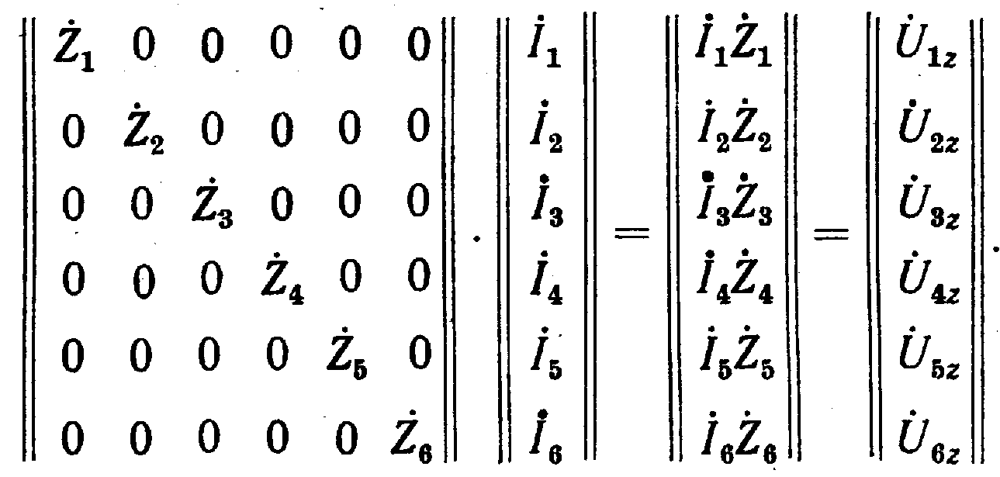 ‖ Ż₁ 0 0 0 0 0 ‖ ‖ İ₁ ‖ ‖ İ₁Ż₁ ‖ ‖ U̇₁z ‖
‖ 0 Ż₂ 0 0 0 0 ‖ ‖ İ₂ ‖ ‖ İ₂Ż₂ ‖ ‖ U̇₂z ‖
‖ 0 0 Ż₃ 0 0 0 ‖ · ‖ İ₃ ‖ = ‖ İ₃Ż₃ ‖ = ‖ U̇₃z ‖.
‖ 0 0 0 Ż₄ 0 0 ‖ ‖ İ₄ ‖ ‖ İ₄Ż₄ ‖ ‖ U̇₄z ‖
‖ 0 0 0 0 Ż₅ 0 ‖ ‖ İ₅ ‖ ‖ İ₅Ż₅ ‖ ‖ U̇₅z ‖
‖ 0 0 0 0 0 Ż₆ ‖ ‖ İ₆ ‖ ‖ İ₆Ż₆ ‖ ‖ U̇₆z ‖